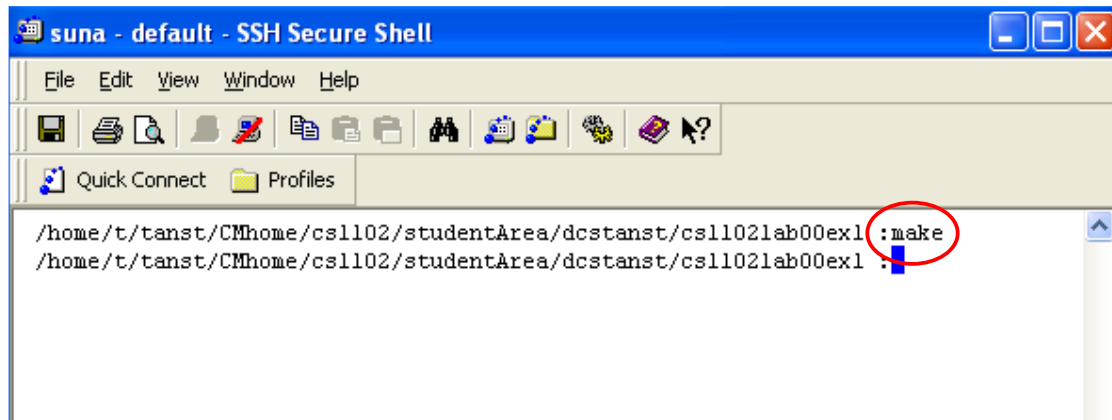 suna - default - SSH Secure Shell
File Edit View Window Help
Quick Connect Profiles
/home/t/tanst/CMhome/cs1102/studentArea/dcstanst/cs1102lab00ex1 :make
/home/t/tanst/CMhome/cs1102/studentArea/dcstanst/cs1102lab00ex1 :